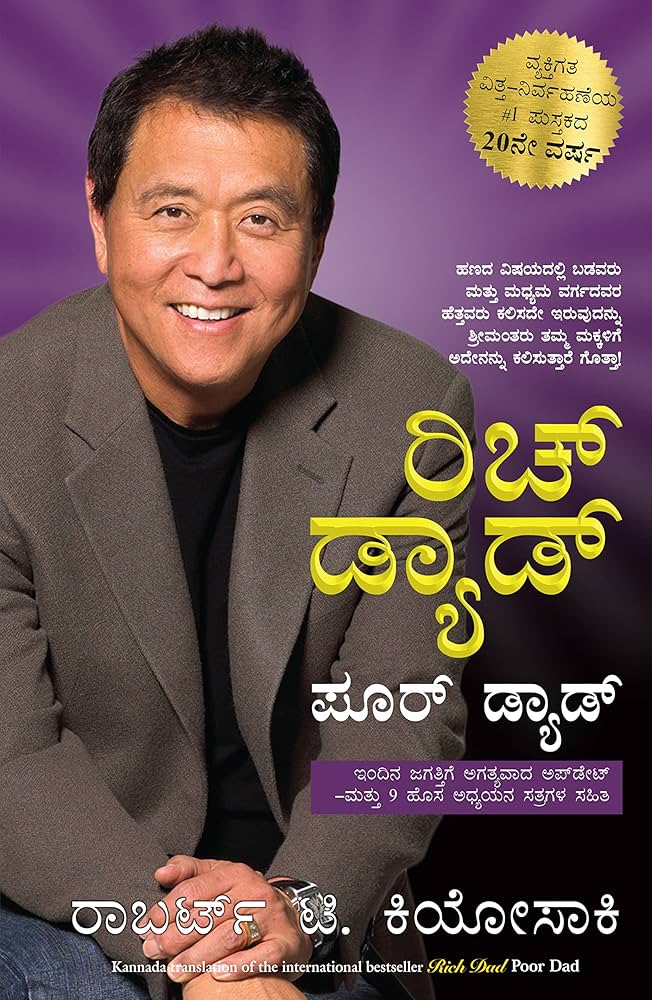 ವ್ಯಕ್ತಿಗತ
ವಿತ್ತ–ನಿರ್ವಹಣೆಯ
#1 ಪುಸ್ತಕದ
20ನೇ ವರ್ಷ
ಹಣದ ವಿಷಯದಲ್ಲಿ ಬಡವರು
ಮತ್ತು ಮಧ್ಯಮ ವರ್ಗದವರ
ಹೆತ್ತವರು ಕಲಿಸದೇ ಇರುವುದನ್ನು
ಶ್ರೀಮಂತರು ತಮ್ಮ ಮಕ್ಕಳಿಗೆ
ಅದೇನನ್ನು ಕಲಿಸುತ್ತಾರೆ ಗೊತ್ತಾ!
ರಿಚ್
ಡ್ಯಾಡ್
ಪೂರ್ ಡ್ಯಾಡ್
ಇಂದಿನ ಜಗತ್ತಿಗೆ ಅಗತ್ಯವಾದ ಅಪ್‌ಡೇಟ್
–ಮತ್ತು 9 ಹೊಸ ಅಧ್ಯಯನ ಸತ್ರಗಳ ಸಹಿತ
ರಾಬರ್ಟ್ ಟಿ. ಕಿಯೋಸಾಕಿ
Kannada translation of the international bestseller Rich Dad Poor Dad